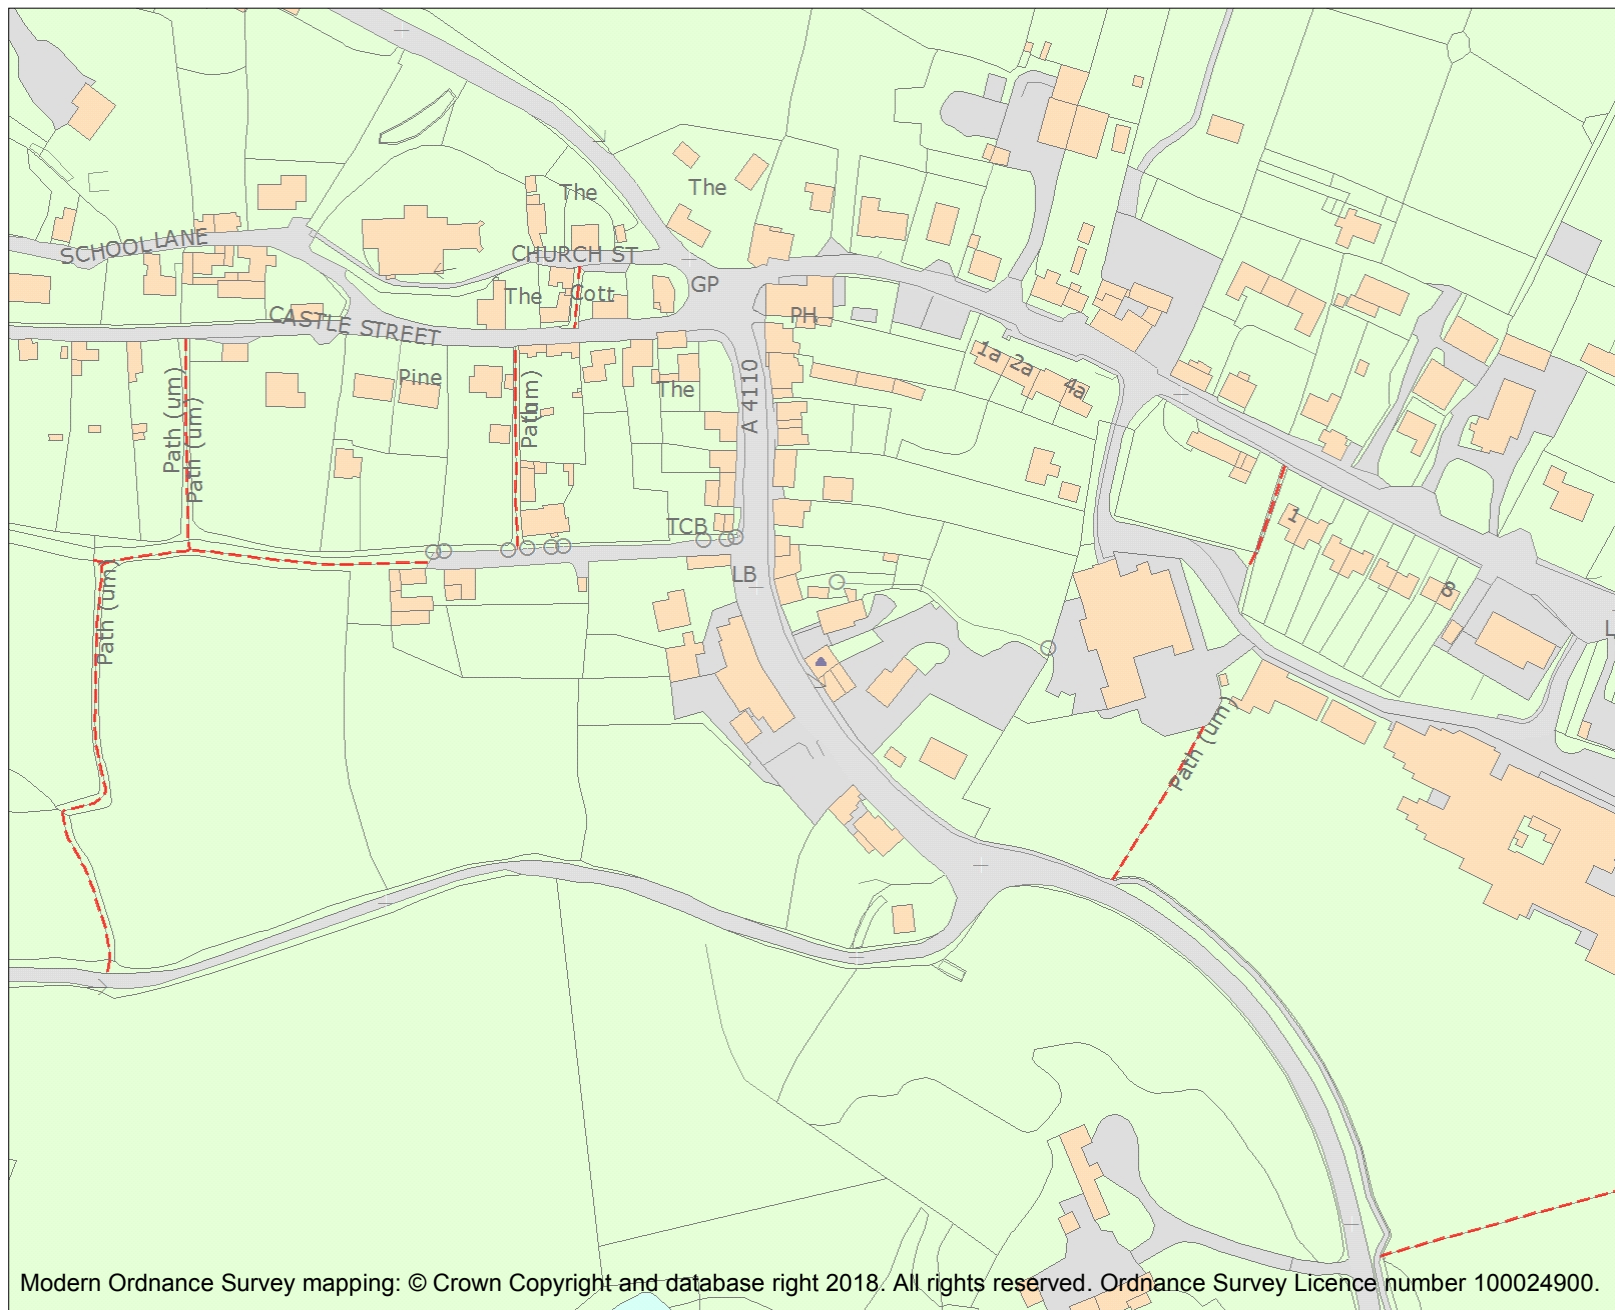 The
The
SCHOOL LANE
CHURCH ST
The
Cott
GP
CASTLE STREET
PH
1a 2a
4a
Pine
The
A 4110
Path (um)
Path (um)
Path (um)
TCB
1
LB
8
Path (um)
L
Path (um)
Modern Ordnance Survey mapping: © Crown Copyright and database right 2018. All rights reserved. Ordnance Survey Licence number 100024900.